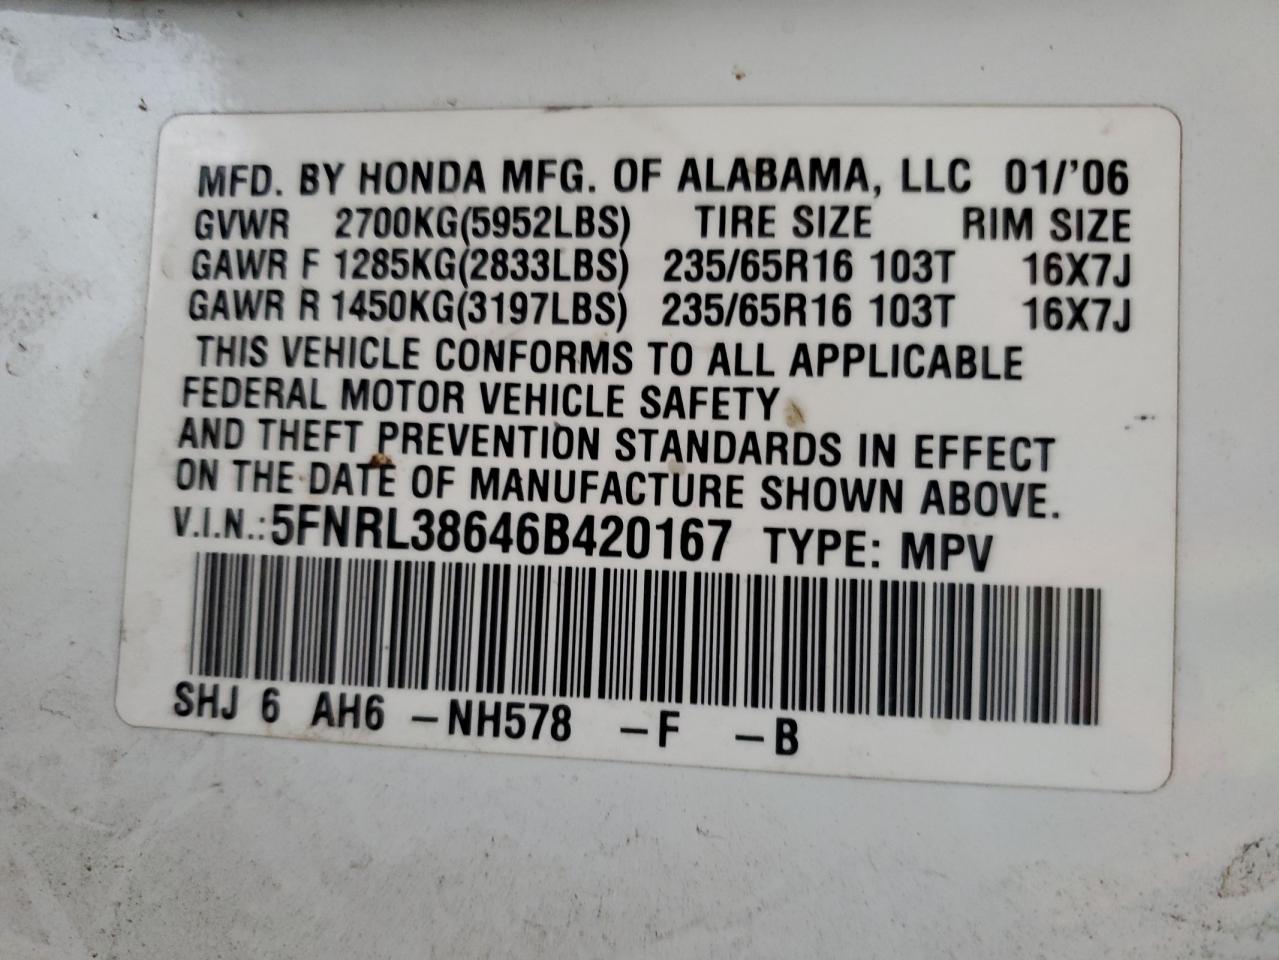 MFD. BY HONDA MFG. OF ALABAMA, LLC 01/'06
GVWR 2700KG(5952LBS) TIRE SIZE RIM SIZE
GAWR F 1285KG(2833LBS) 235/65R16 103T 16X7J
GAWR R 1450KG(3197LBS) 235/65R16 103T 16X7J
THIS VEHICLE CONFORMS TO ALL APPLICABLE
FEDERAL MOTOR VEHICLE SAFETY
AND THEFT PREVENTION STANDARDS IN EFFECT
ON THE DATE OF MANUFACTURE SHOWN ABOVE.
V.I.N.: 5FNRL38646B420167 TYPE: MPV
SHJ 6 AH6 -NH578 -F -B